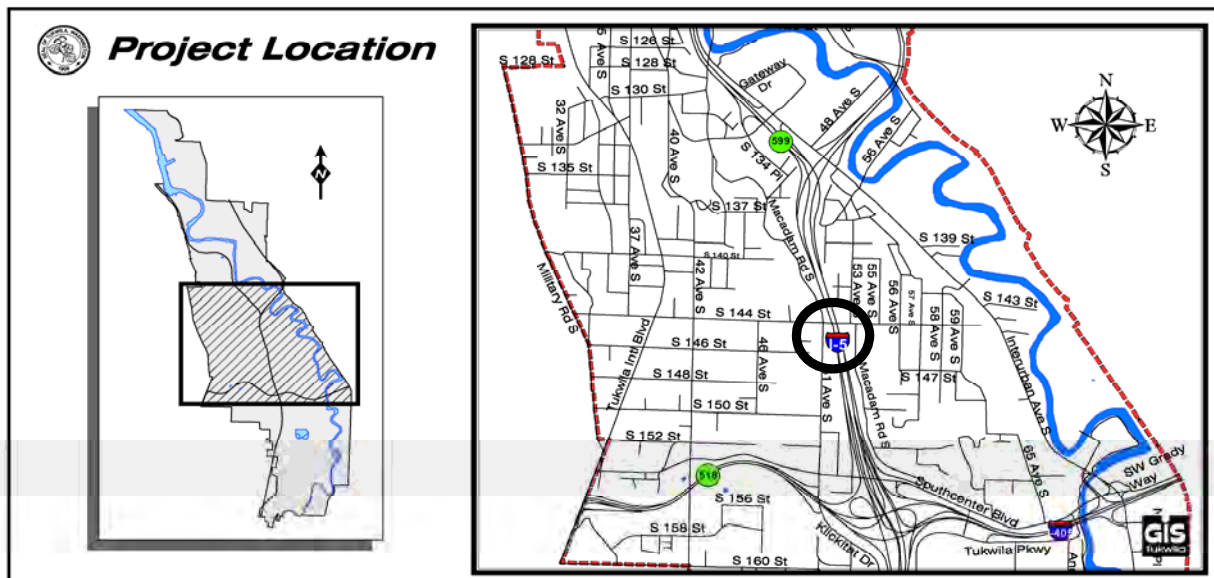 Project Location
N
S 126 St
S 128 St
S 128 St
S 130 St
Gateway
Dr
48 Ave S
56 Ave S
32 Ave S
40 Ave S
599
S 134 Pl
S 135 St
S 137 St
Macadam Rd S
37 Ave S
S 140 St
42 Ave S
S 139 St
Military Rd S
53 Ave S
55 Ave S
56 Ave S
57 Ave S
58 Ave S
59 Ave S
S 143 St
S 144 St
I-5
Tukwila Intl Blvd
S 146 St
46 Ave S
S 147 St
S 148 St
Macadam Rd S
Interurban Ave S
S 150 St
S 152 St
65 Ave S
SW Grady
Way
518
S 156 St
Southcenter Blvd
S 158 St
Klickitat Dr
Tukwila Pkwy
S 160 St
N
W
E
S
GIS
Tukwila